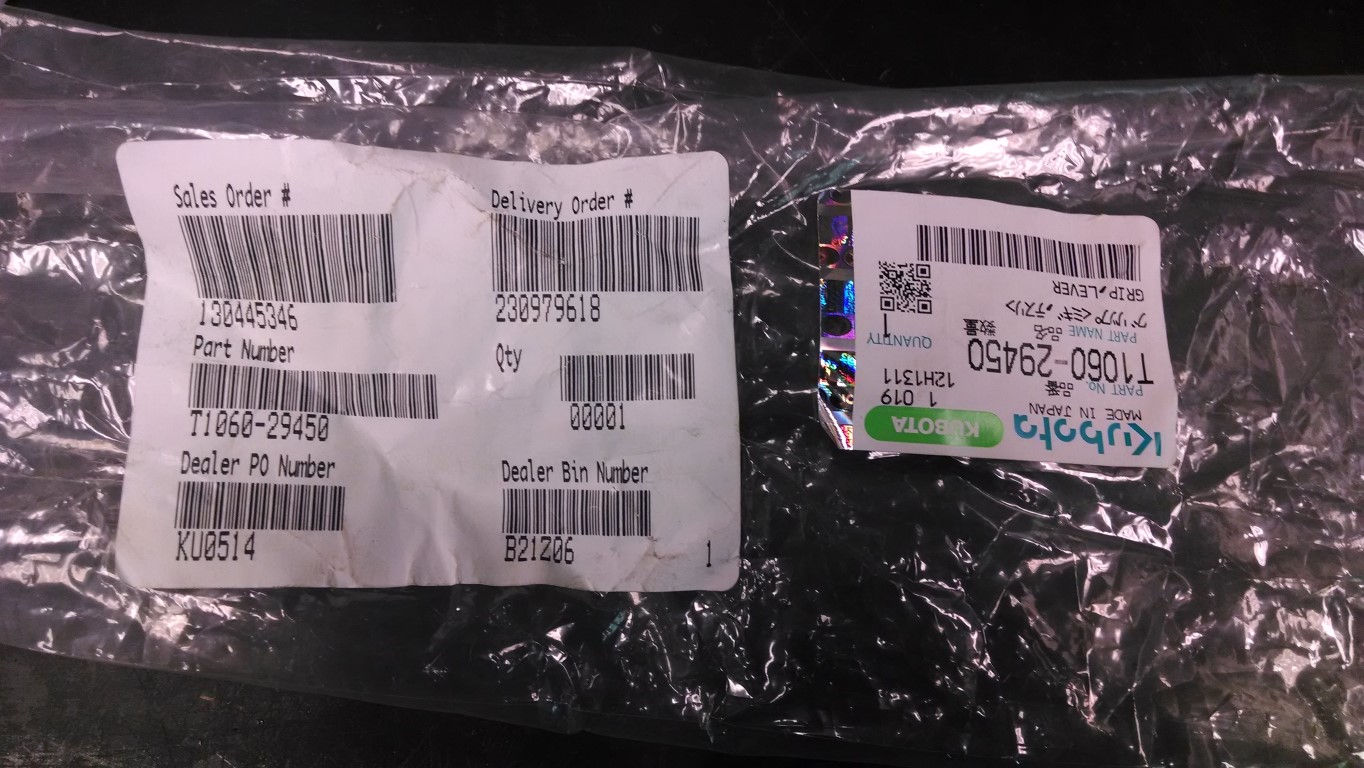 Sales Order #
130445346
Part Number
T1060-29450
Dealer PO Number
KU0514
Delivery Order #
230979618
Qty
00001
Dealer Bin Number
B21Z06
1
Kubota
KUBOTA
MADE IN JAPAN
1 019
PART NO. 品番
12H1311
T1060-29450
PART NAME 品名
QUANTITY 数量
1
GRIP,LEVER